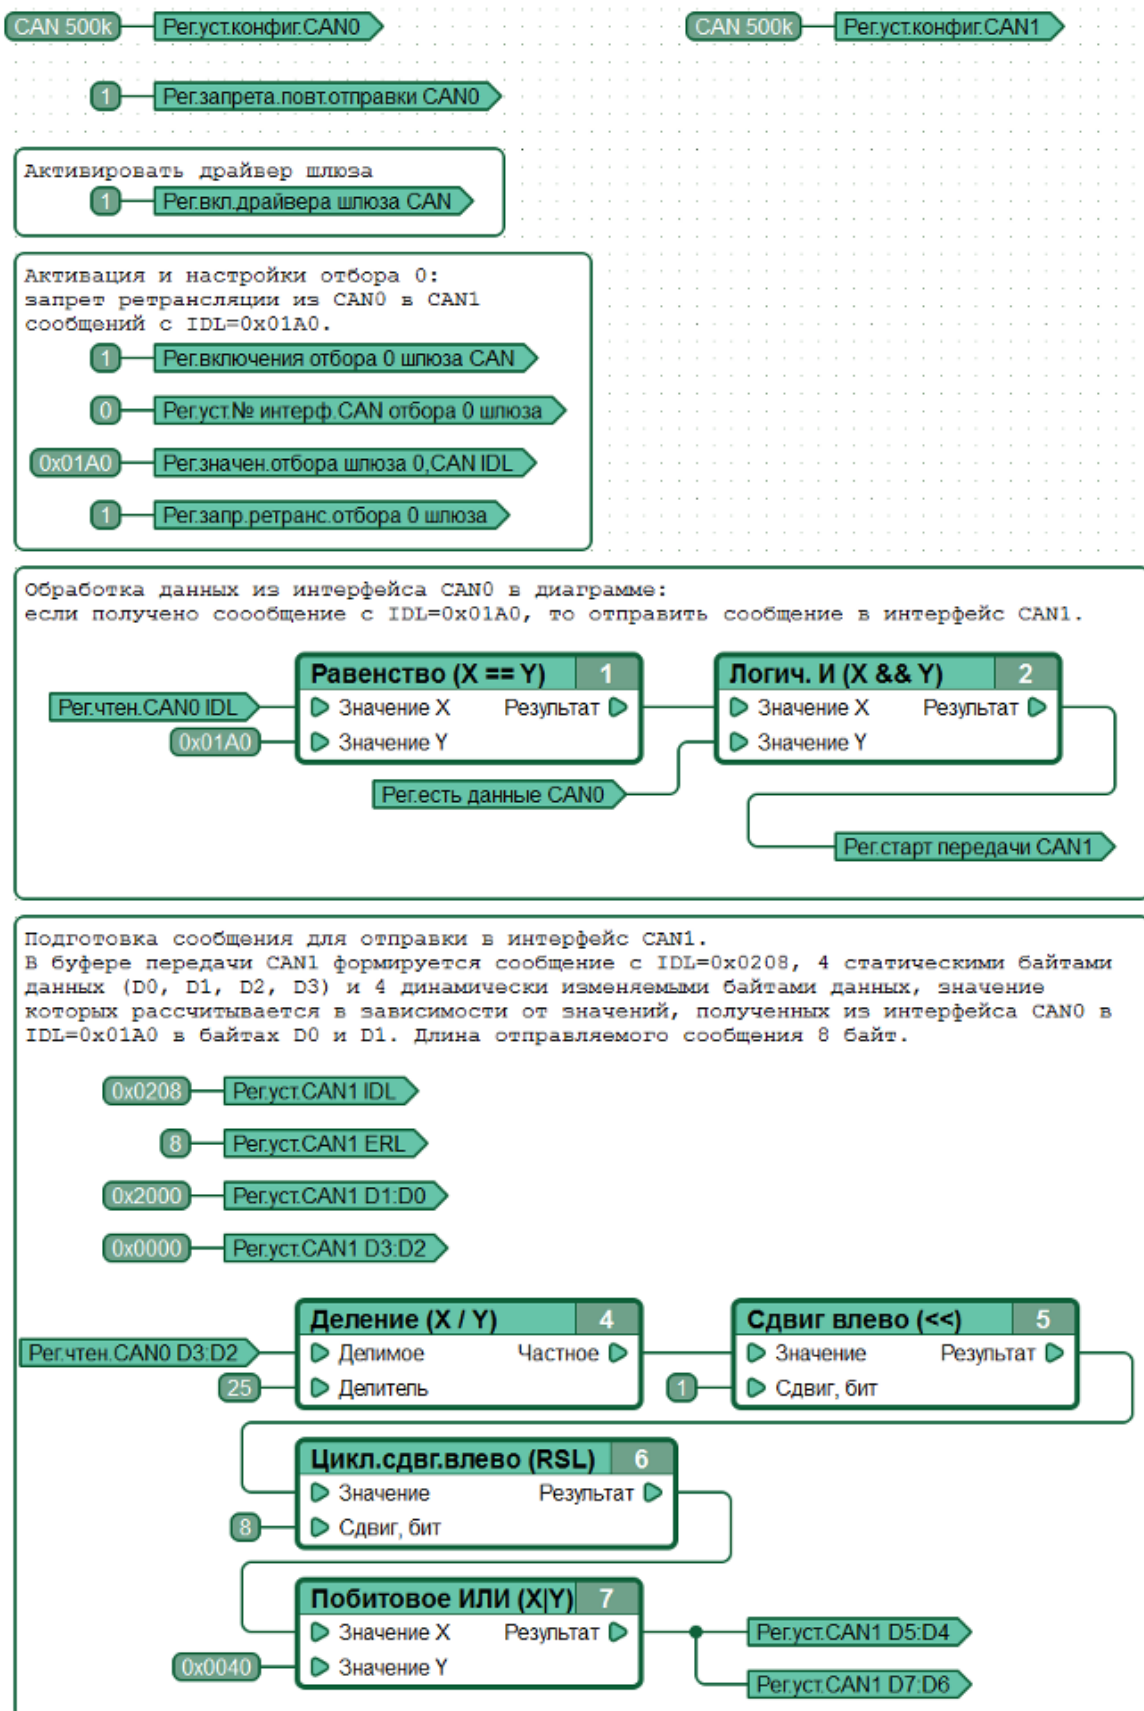 CAN 500k Рег.уст.конфиг.CAN0 CAN 500k Рег.уст.конфиг.CAN1
1 Рег.запрета.повт.отправки CAN0
Активировать драйвер шлюза
1 Рег.вкл.драйвера шлюза CAN
Активация и настройки отбора 0:
запрет ретрансляции из CAN0 в CAN1
сообщений с IDL=0x01A0.
1 Рег.включения отбора 0 шлюза CAN
0 Рег.уст.№ интерф.CAN отбора 0 шлюза
0x01A0 Рег.значен.отбора шлюза 0,CAN IDL
1 Рег.запр.ретранс.отбора 0 шлюза
Обработка данных из интерфейса CAN0 в диаграмме:
если получено соообщение с IDL=0x01A0, то отправить сообщение в интерфейс CAN1.
Равенство (X == Y) 1 Логич. И (X && Y) 2
Рег.чтен.CAN0 IDL Значение X Результат Значение X Результат
0x01A0 Значение Y Значение Y
Рег.есть данные CAN0
Рег.старт передачи CAN1
Подготовка сообщения для отправки в интерфейс CAN1.
В буфере передачи CAN1 формируется сообщение с IDL=0x0208, 4 статическими байтами
данных (D0, D1, D2, D3) и 4 динамически изменяемыми байтами данных, значение
которых рассчитывается в зависимости от значений, полученных из интерфейса CAN0 в
IDL=0x01A0 в байтах D0 и D1. Длина отправляемого сообщения 8 байт.
0x0208 Рег.уст.CAN1 IDL
8 Рег.уст.CAN1 ERL
0x2000 Рег.уст.CAN1 D1:D0
0x0000 Рег.уст.CAN1 D3:D2
Деление (X / Y) 4 Сдвиг влево (<<) 5
Рег.чтен.CAN0 D3:D2 Делимое Частное Значение Результат
25 Делитель 1 Сдвиг, бит
Цикл.сдвг.влево (RSL) 6
Значение Результат
8 Сдвиг, бит
Побитовое ИЛИ (X|Y) 7
Значение X Результат Рег.уст.CAN1 D5:D4
0x0040 Значение Y Рег.уст.CAN1 D7:D6